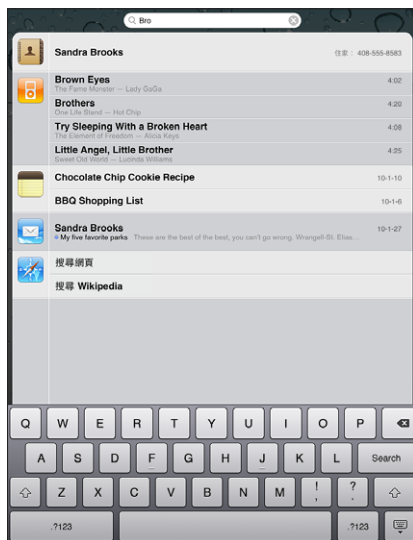 Bro
Sandra Brooks 住家： 408-555-8583
Brown Eyes 4:02
The Fame Monster — Lady GaGa
Brothers 4:20
One Life Stand — Hot Chip
Try Sleeping With a Broken Heart 4:08
The Element of Freedom — Alicia Keys
Little Angel, Little Brother 4:25
Sweet Old World — Lucinda Williams
Chocolate Chip Cookie Recipe 10-1-10
BBQ Shopping List 10-1-6
Sandra Brooks 10-1-27
My five favorite parks These are the best of the best, you can't go wrong. Wrangell-St. Elias...
搜尋網頁
搜尋 Wikipedia
Q W E R T Y U I O P
A S D F G H J K L Search
Z X C V B N M ! , ? .
.?123 .?123